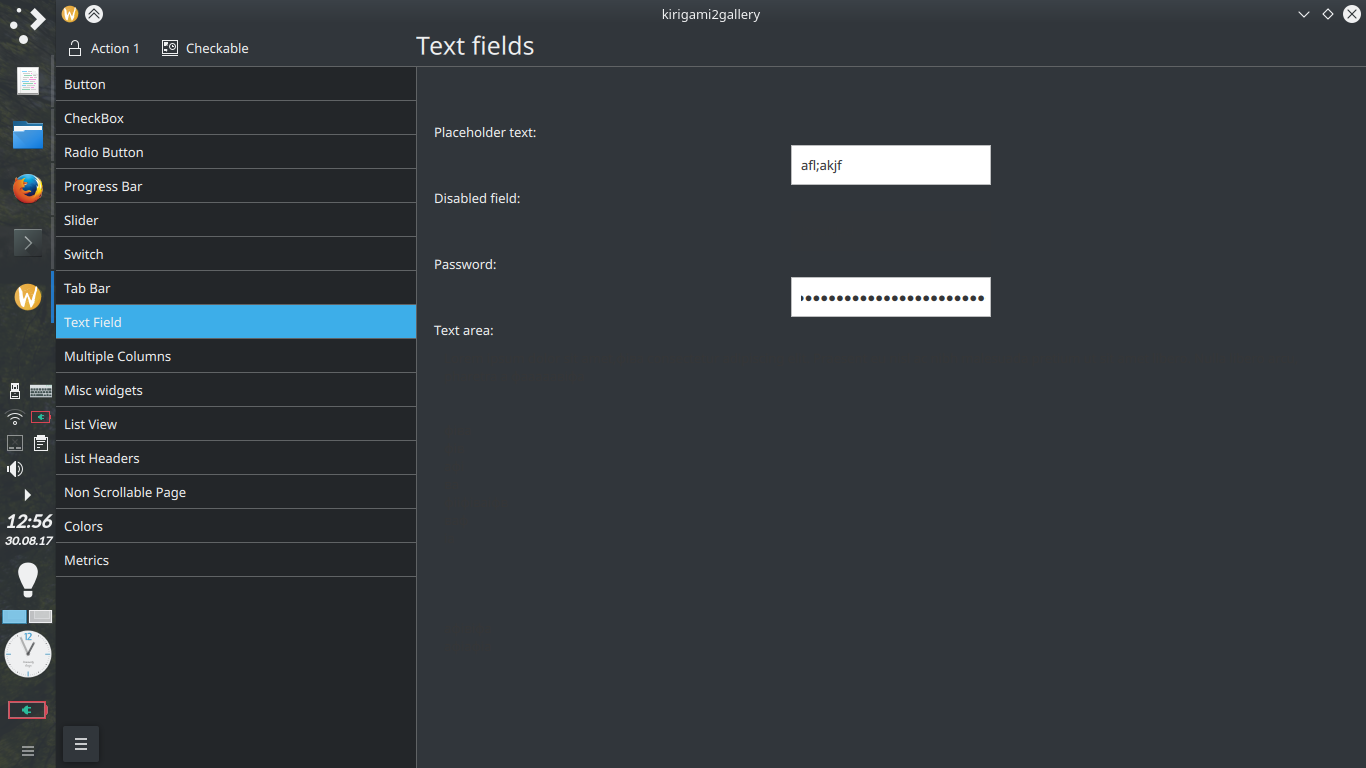 kirigami2gallery
Action 1
Checkable
Text fields
Button
CheckBox
Radio Button
Progress Bar
Slider
Switch
Tab Bar
Text Field
Multiple Columns
Misc widgets
List View
List Headers
Non Scrollable Page
Colors
Metrics
Placeholder text:
afl;akjf
Disabled field:
Password:
•••••••••••••••••••••••
Text area:
12:56
30.08.17
12